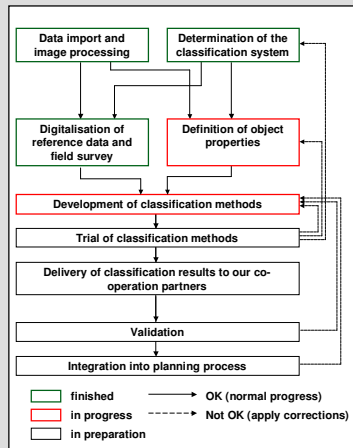 Data import and
image processing
Determination of the
classification system
Digitalisation of
reference data and
field survey
Definition of object
properties
Development of classification methods
Trial of classification methods
Delivery of classification results to our co-
operation partners
Validation
Integration into planning process
finished
OK (normal progress)
in progress
Not OK (apply corrections)
in preparation